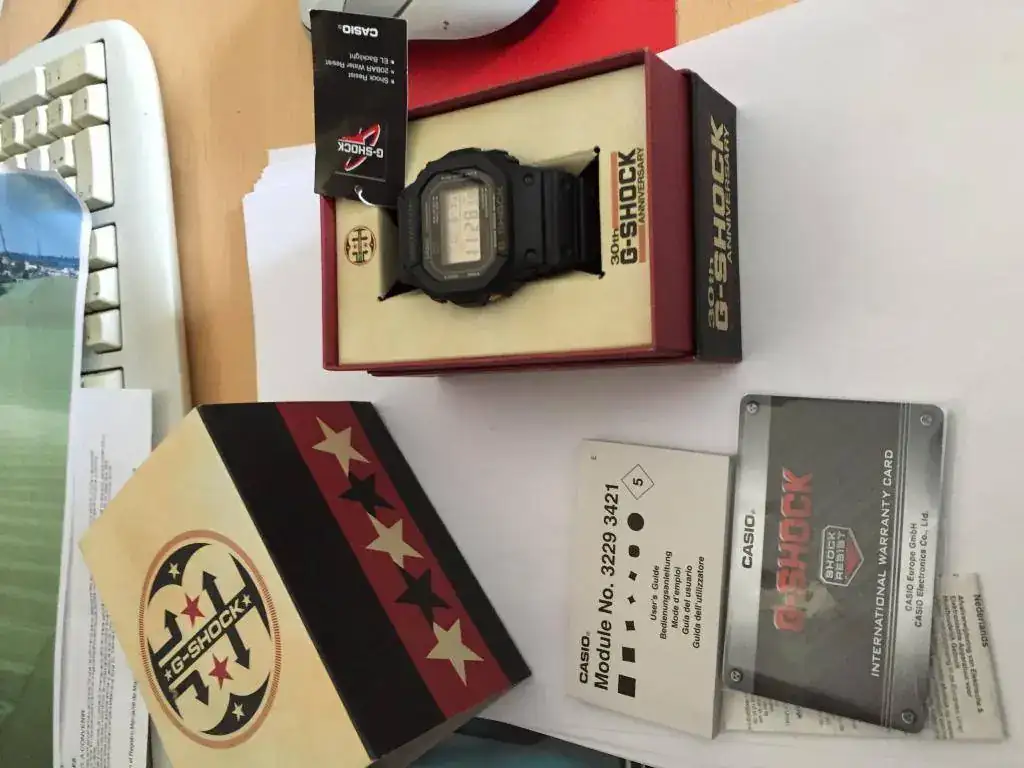 CASIO®
• EL Backlight
• 20BAR Water Resist
• Shock Resist
G-SHOCK
30th
G-SHOCK
ANNIVERSARY
30th
G-SHOCK
ANNIVERSARY
G-SHOCK
CASIO®
Module No. 3229 3421
5
User's Guide
Bedienungsanleitung
Mode d'emploi
Guía del usuario
Guida dell'utilizzatore
E
CASIO®
G-SHOCK
SHOCK
RESIST
INTERNATIONAL WARRANTY CARD
CASIO Europe GmbH
CASIO Electronics Co., Ltd.
Nederlands